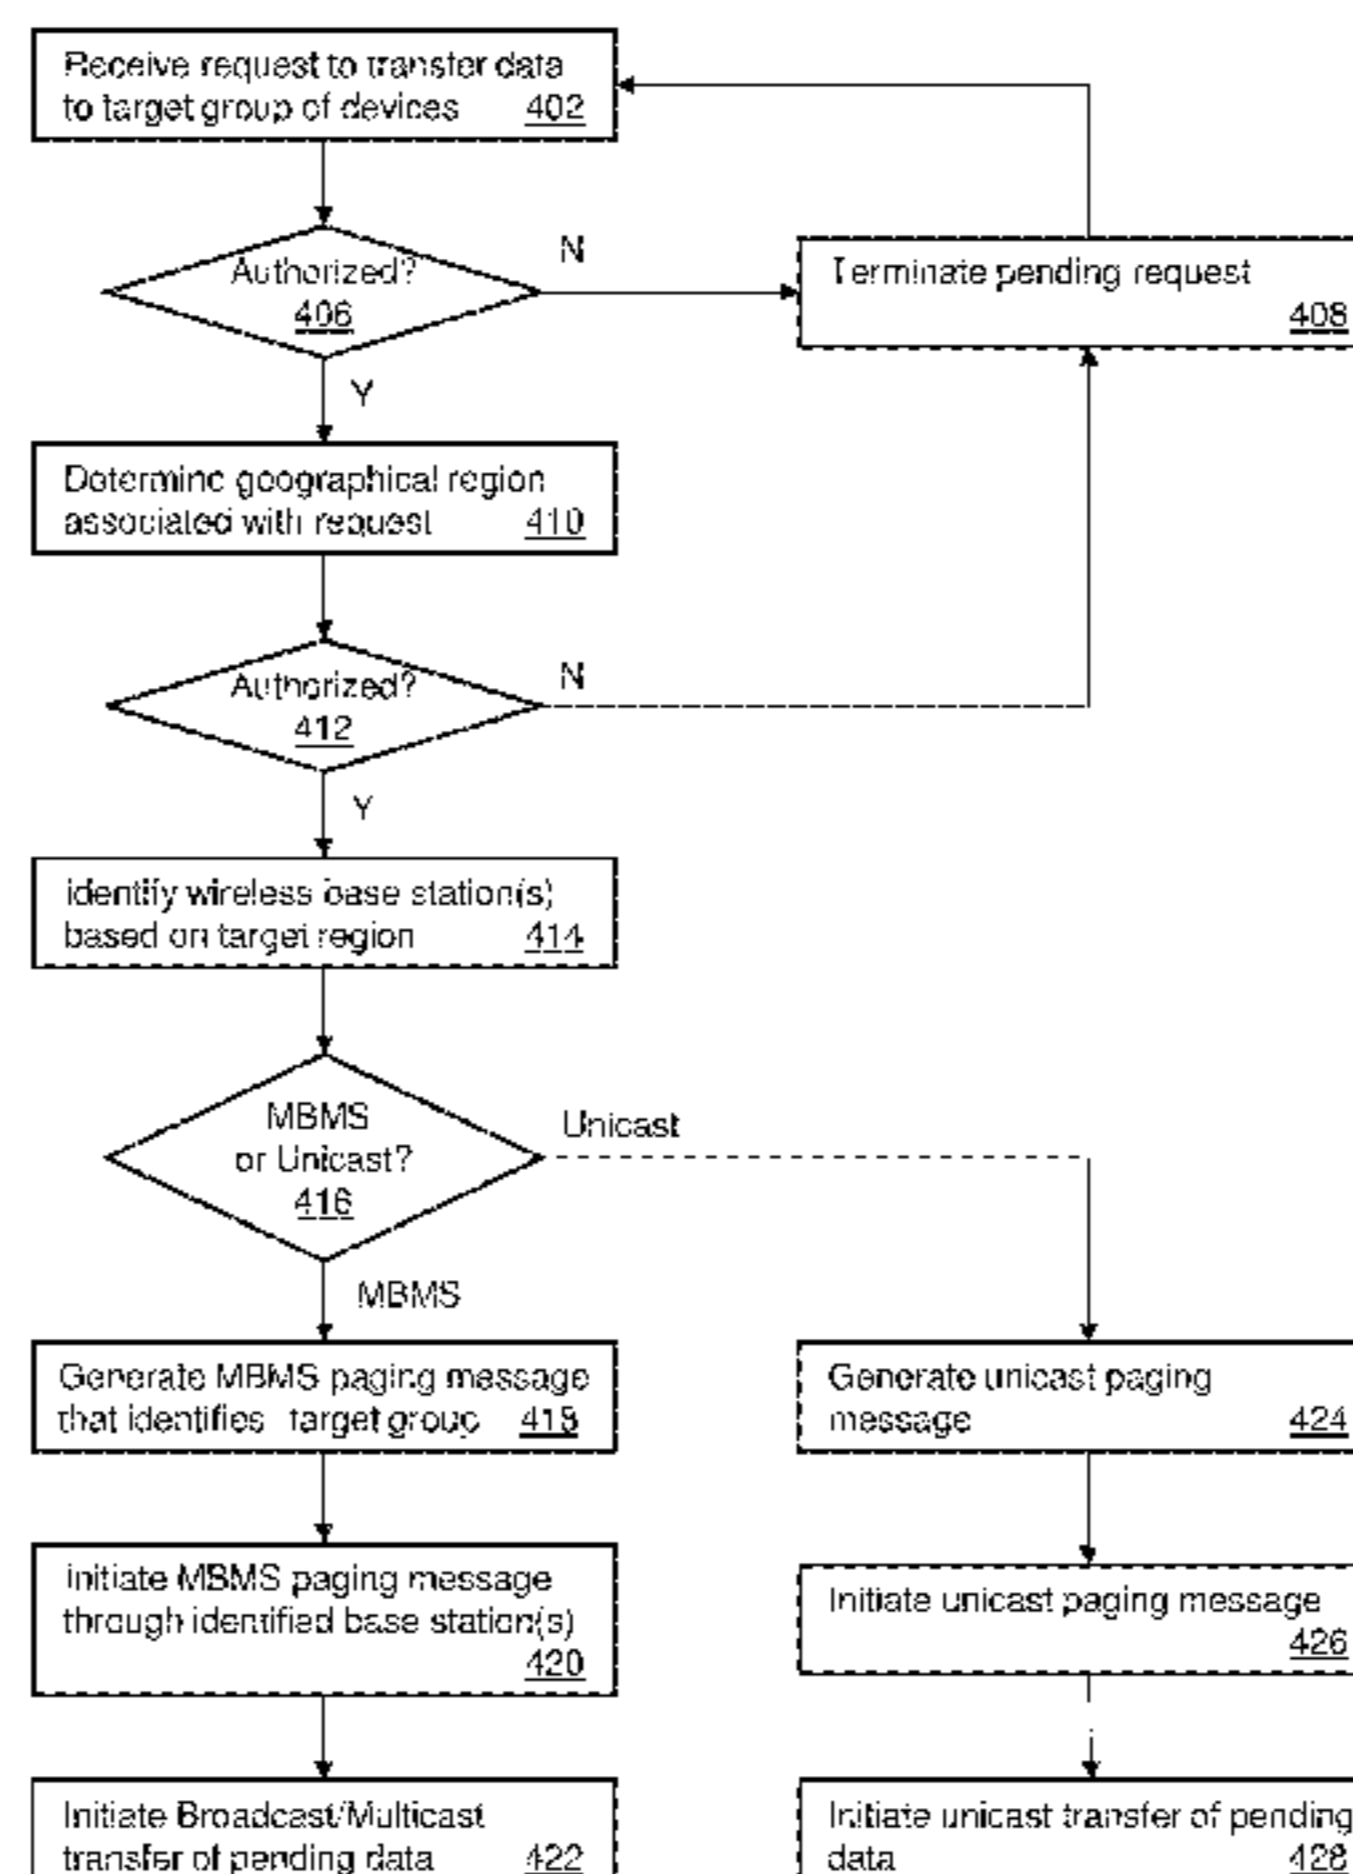 Receive request to transfer data
to target group of devices 402
Authorized?
406
N
Terminate pending request
408
Y
Determine geographical region
associated with request 410
Authorized?
412
N
Y
Identify wireless base station(s)
based on target region 414
MBMS
or Unicast?
416
Unicast
MBMS
Generate MBMS paging message
that identifies target group 418
Generate unicast paging
message 424
Initiate MBMS paging message
through identified base station(s)
420
Initiate unicast paging message
426
Initiate Broadcast/Multicast
transfer of pending data 422
Initiate unicast transfer of pending
data 428